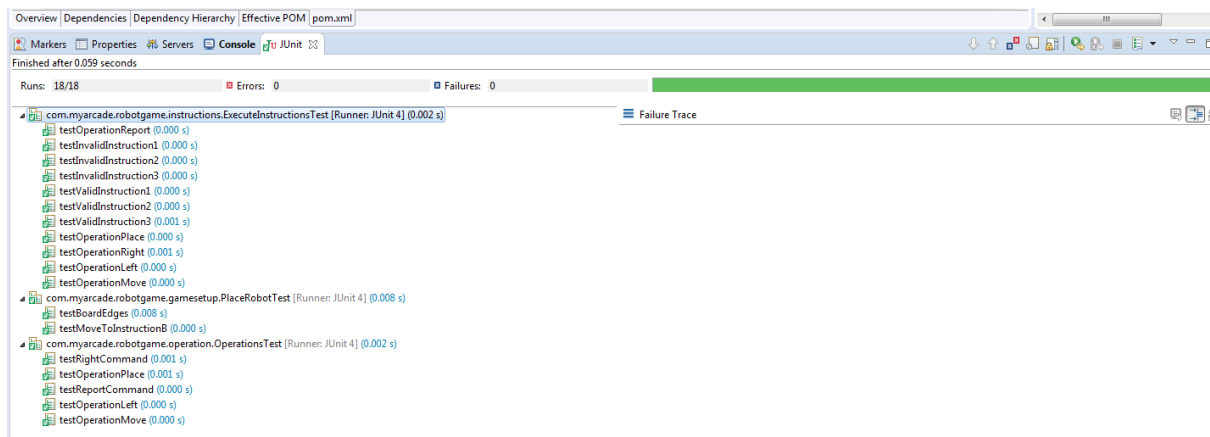 Overview Dependencies Dependency Hierarchy Effective POM pom.xml
Markers Properties Servers Console JUnit
Finished after 0.059 seconds
Runs: 18/18 Errors: 0 Failures: 0
com.myarcade.robotgame.instructions.ExecuteInstructionsTest [Runner: JUnit 4] (0.002 s)
Failure Trace
testOperationReport (0.000 s)
testInvalidInstruction1 (0.000 s)
testInvalidInstruction2 (0.000 s)
testInvalidInstruction3 (0.000 s)
testValidInstruction1 (0.000 s)
testValidInstruction2 (0.000 s)
testValidInstruction3 (0.001 s)
testOperationPlace (0.000 s)
testOperationRight (0.001 s)
testOperationLeft (0.000 s)
testOperationMove (0.000 s)
com.myarcade.robotgame.gamesetup.PlaceRobotTest [Runner: JUnit 4] (0.008 s)
testBoardEdges (0.008 s)
testMoveToInstructionB (0.000 s)
com.myarcade.robotgame.operation.OperationsTest [Runner: JUnit 4] (0.002 s)
testRightCommand (0.001 s)
testOperationPlace (0.001 s)
testReportCommand (0.000 s)
testOperationLeft (0.000 s)
testOperationMove (0.000 s)